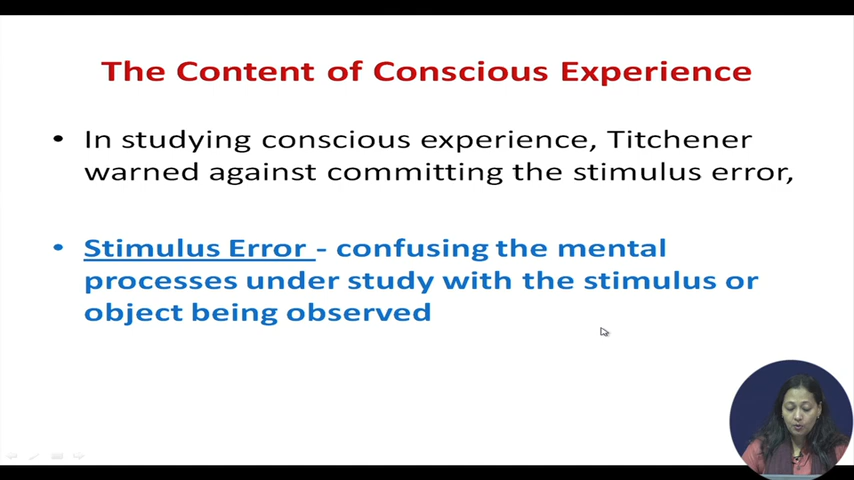 The Content of Conscious Experience
• In studying conscious experience, Titchener
warned against committing the stimulus error,
• Stimulus Error - confusing the mental
processes under study with the stimulus or
object being observed